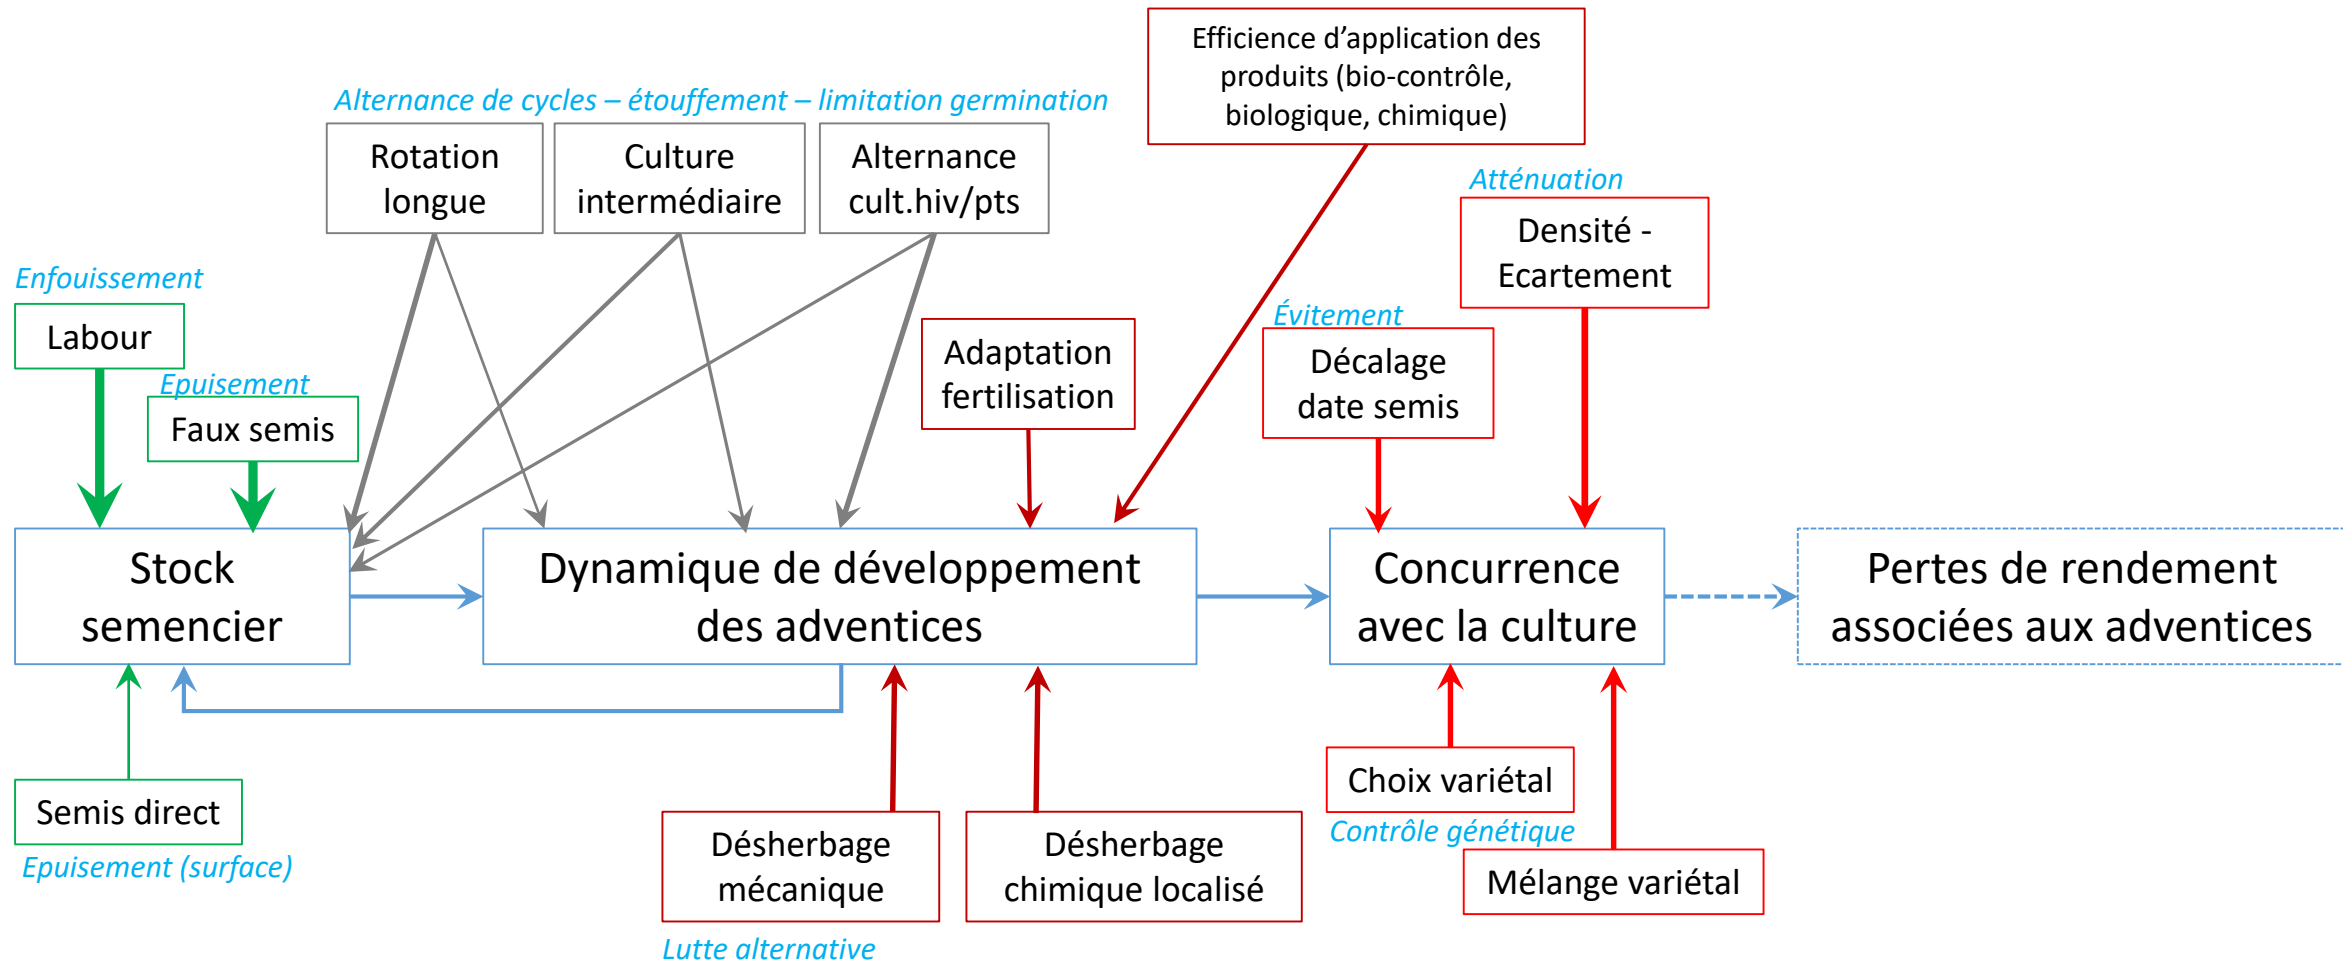 Efficience d’application des
produits (bio-contrôle,
biologique, chimique)
Alternance de cycles – étouffement – limitation germination
Rotation
longue
Culture
intermédiaire
Alternance
cult.hiv/pts
Atténuation
Densité -
Ecartement
Enfouissement
Labour
Epuisement
Faux semis
Adaptation
fertilisation
Évitement
Décalage
date semis
Stock
semencier
Dynamique de développement
des adventices
Concurrence
avec la culture
Pertes de rendement
associées aux adventices
Semis direct
Epuisement (surface)
Désherbage
mécanique
Lutte alternative
Désherbage
chimique localisé
Choix variétal
Contrôle génétique
Mélange variétal